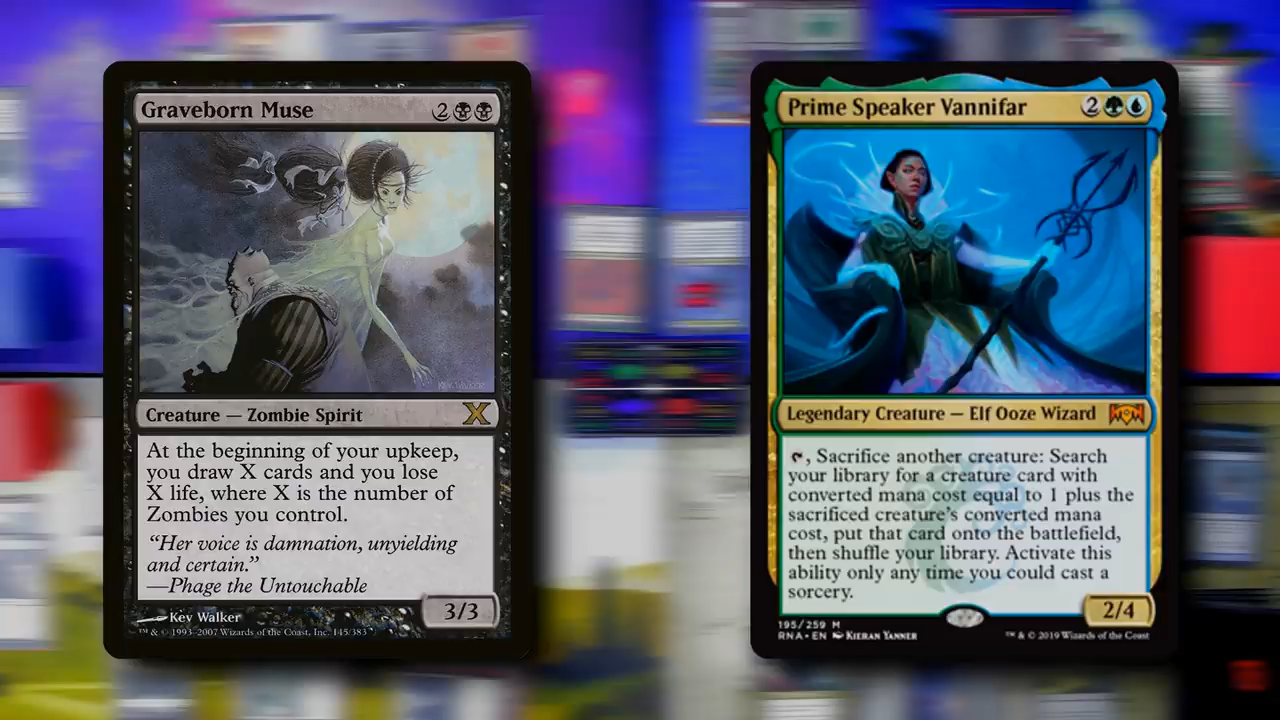 Graveborn Muse 2
Creature — Zombie Spirit
At the beginning of your upkeep,
you draw X cards and you lose
X life, where X is the number of
Zombies you control.
“Her voice is damnation, unyielding
and certain.”
—Phage the Untouchable
3/3
Kev Walker
™ & © 1993–2007 Wizards of the Coast, Inc. 145/383
Prime Speaker Vannifar 2
Legendary Creature — Elf Ooze Wizard
, Sacrifice another creature: Search
your library for a creature card with
converted mana cost equal to 1 plus the
sacrificed creature's converted mana
cost, put that card onto the battlefield,
then shuffle your library. Activate this
ability only any time you could cast a
sorcery.
2/4
195/259 M
RNA • EN Kieran Yanner
™ & © 2019 Wizards of the Coast